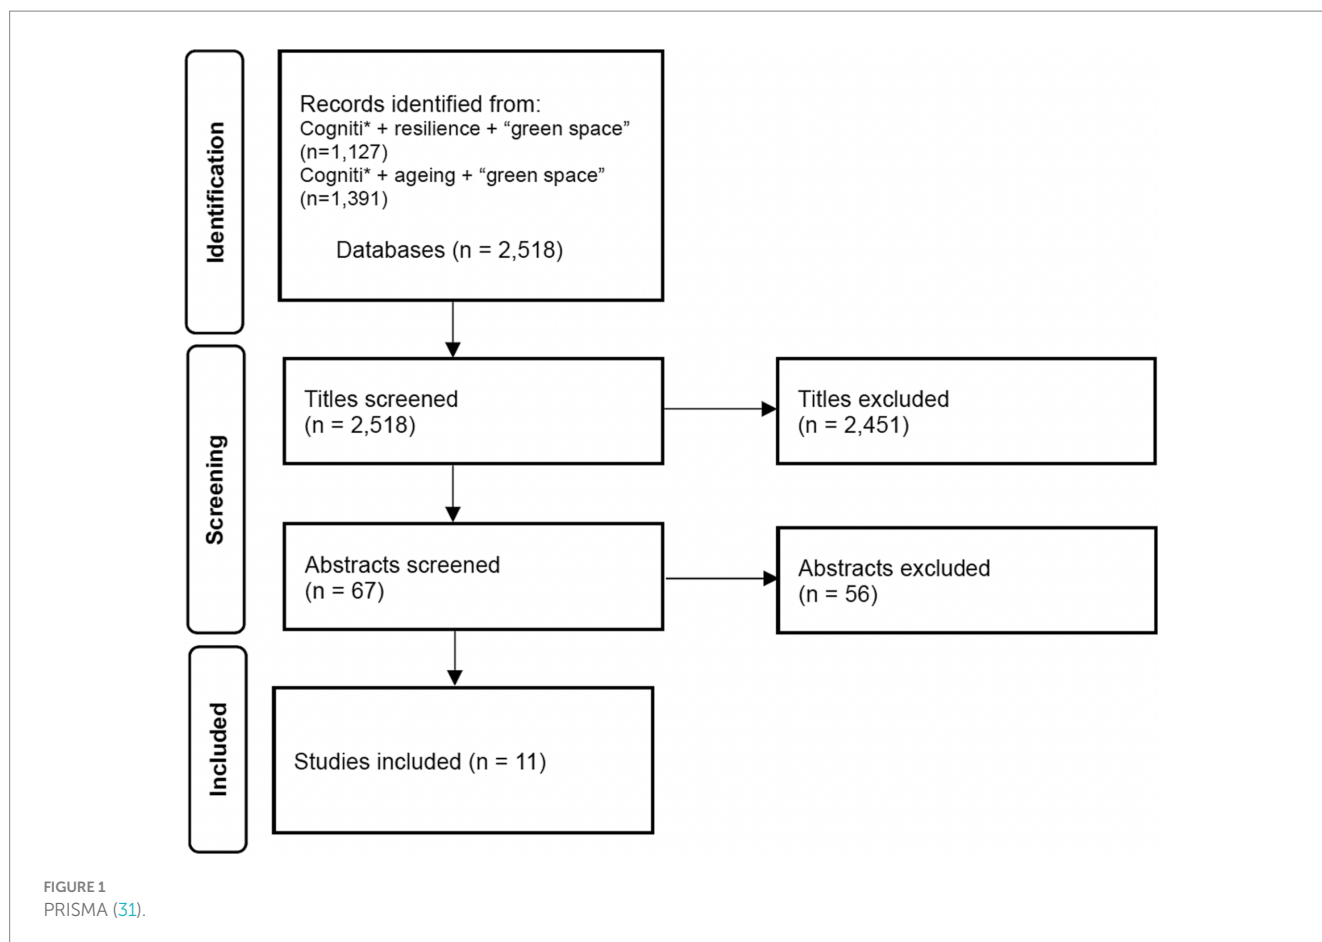 Identification
Records identified from:
Cogniti* + resilience + “green space”
(n=1,127)
Cogniti* + ageing + “green space”
(n=1,391)
Databases (n = 2,518)
Screening
Titles screened
(n = 2,518)
Titles excluded
(n = 2,451)
Abstracts screened
(n = 67)
Abstracts excluded
(n = 56)
Included
Studies included (n = 11)
FIGURE 1
PRISMA (31).